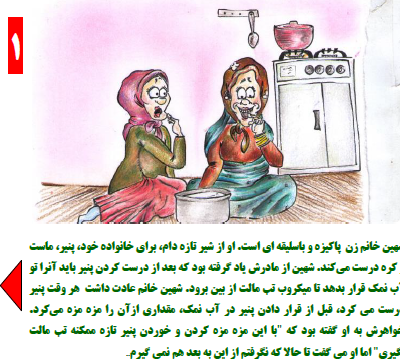 ۱
شهین خانم زن پاکیزه و باسلیقه ای است. او از شیر تازه دام، برای خانواده خود، پنیر، ماست
کره درست می‌کند. شهین از مادرش یاد گرفته بود که بعد از درست کردن پنیر باید آنرا تو
آب نمک قرار بدهد تا میکروب تب مالت از بین برود. شهین خانم عادت داشت هر وقت پنیر
درست می کرد، قبل از قرار دادن پنیر در آب نمک، مقداری ازآن را مزه مزه می‌کرد.
خواهرش به او گفته بود که "با این مزه مزه کردن و خوردن پنیر تازه ممکنه تب مالت
بگیری" اما او می گفت تا حالا که نگرفتم از این به بعد هم نمی گیرم.